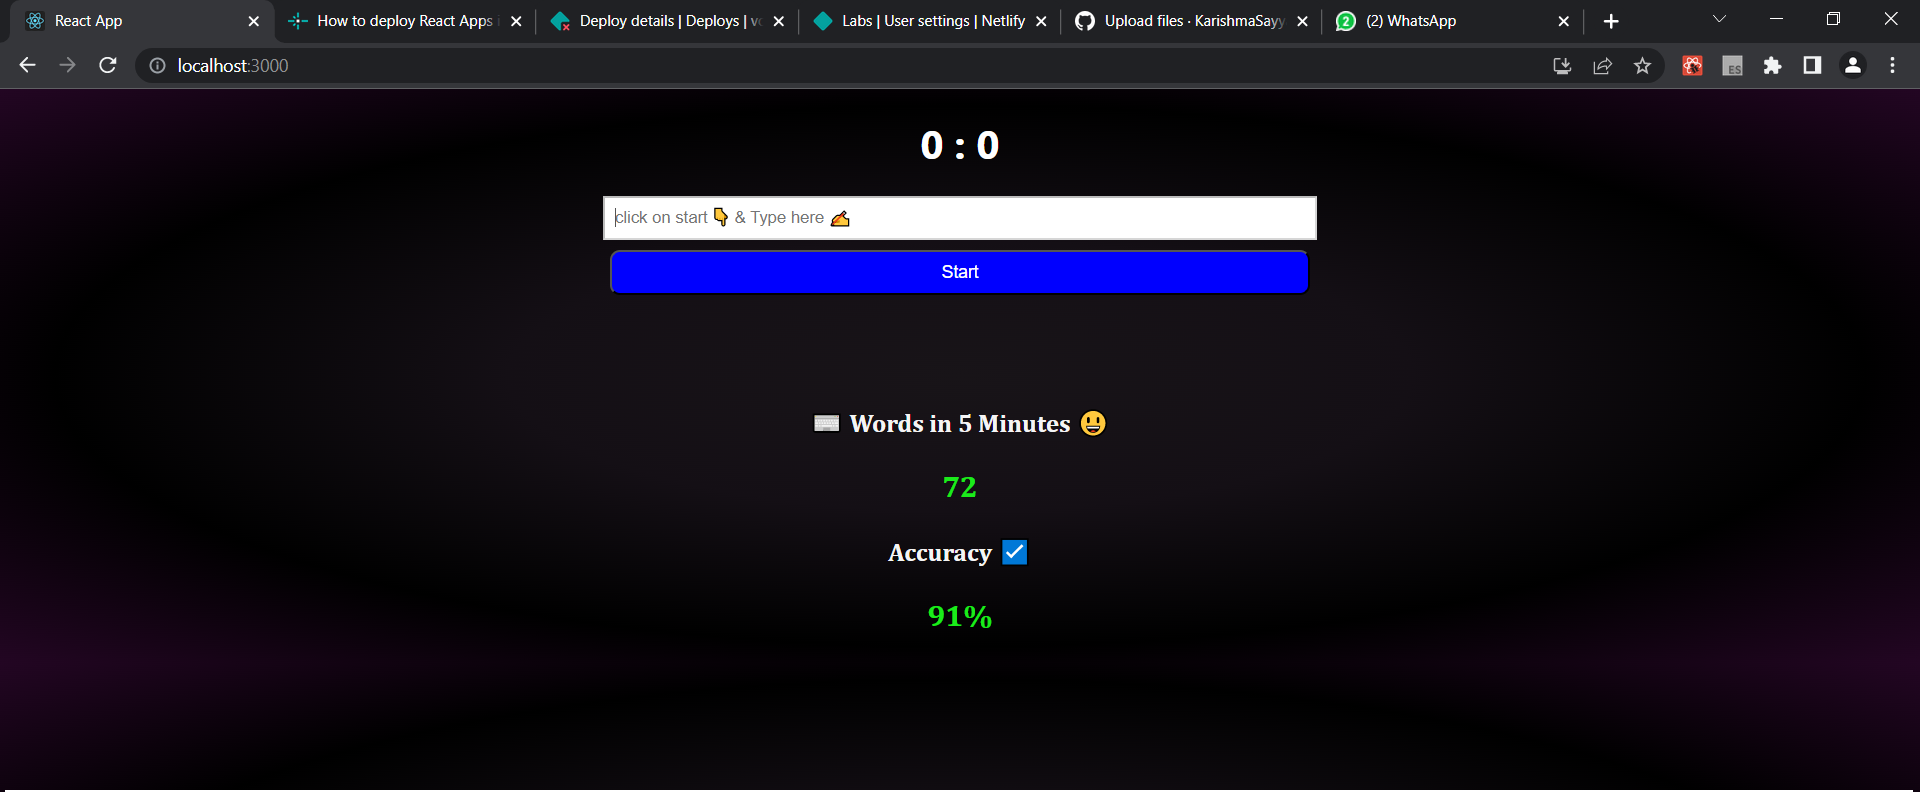 React App
How to deploy React Apps
Deploy details | Deploys |
Labs | User settings | Netlify
Upload files · KarishmaSayy
(2) WhatsApp
localhost:3000
ES
0 : 0
click on start 👇 & Type here ✍
Start
⌨ Words in 5 Minutes 😃
72
Accuracy ☑
91%